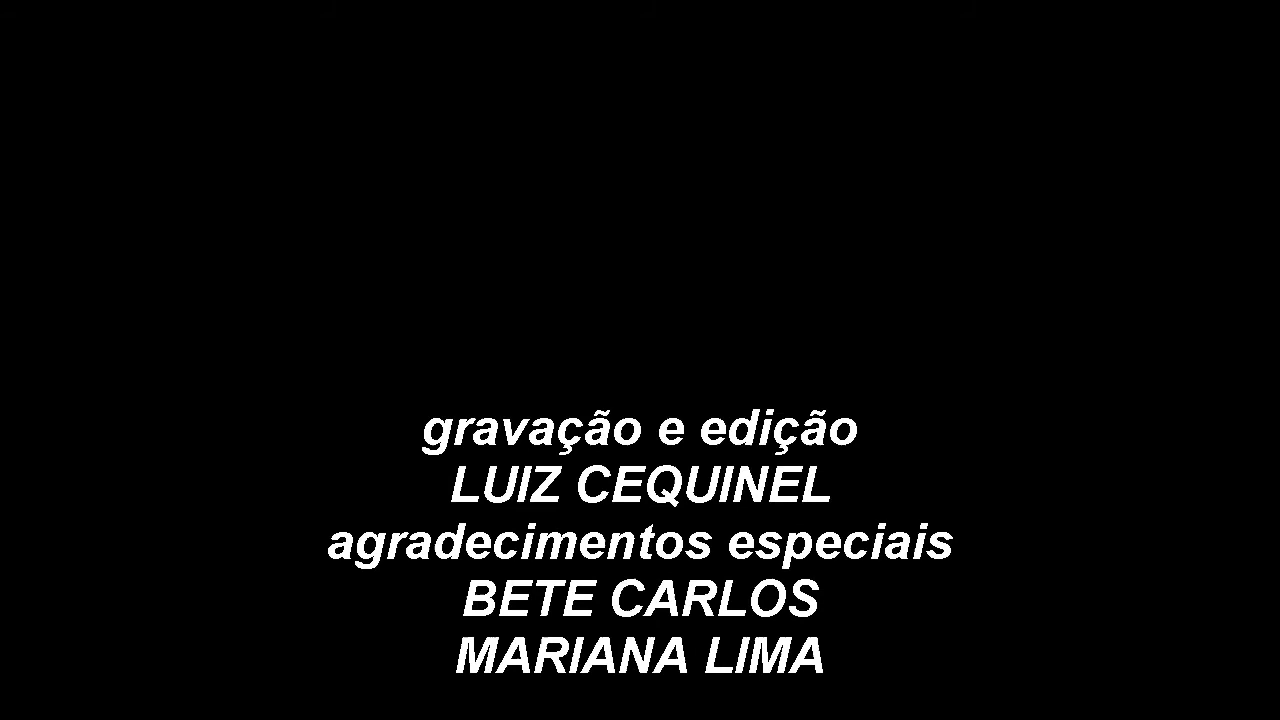 gravação e edição
LUIZ CEQUINEL
agradecimentos especiais
BETE CARLOS
MARIANA LIMA